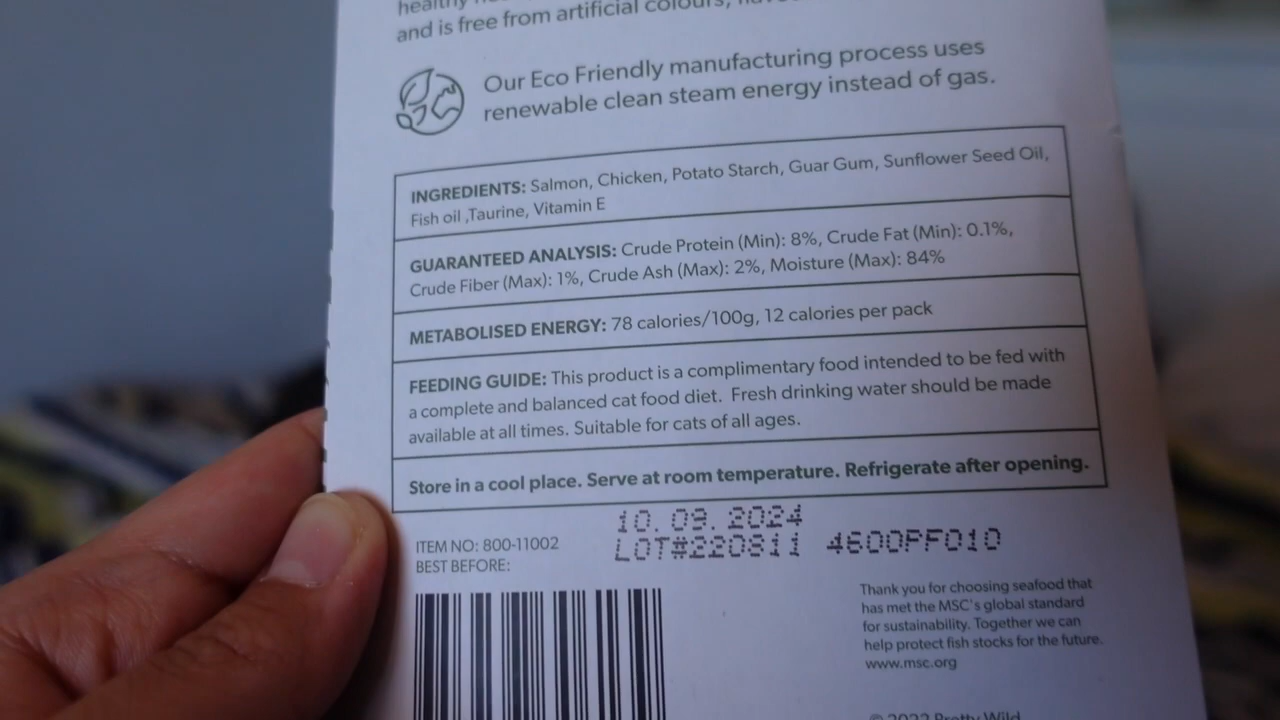 healthy
and is free from artificial colours,
Our Eco Friendly manufacturing process uses
renewable clean steam energy instead of gas.
INGREDIENTS: Salmon, Chicken, Potato Starch, Guar Gum, Sunflower Seed Oil,
Fish oil ,Taurine, Vitamin E
GUARANTEED ANALYSIS: Crude Protein (Min): 8%, Crude Fat (Min): 0.1%,
Crude Fiber (Max): 1%, Crude Ash (Max): 2%, Moisture (Max): 84%
METABOLISED ENERGY: 78 calories/100g, 12 calories per pack
FEEDING GUIDE: This product is a complimentary food intended to be fed with
a complete and balanced cat food diet. Fresh drinking water should be made
available at all times. Suitable for cats of all ages.
Store in a cool place. Serve at room temperature. Refrigerate after opening.
10. 09. 2024
LOT#220811 4600PF010
ITEM NO: 800-11002
BEST BEFORE:
Thank you for choosing seafood that
has met the MSC's global standard
for sustainability. Together we can
help protect fish stocks for the future.
www.msc.org
© 2022 Pretty Wild